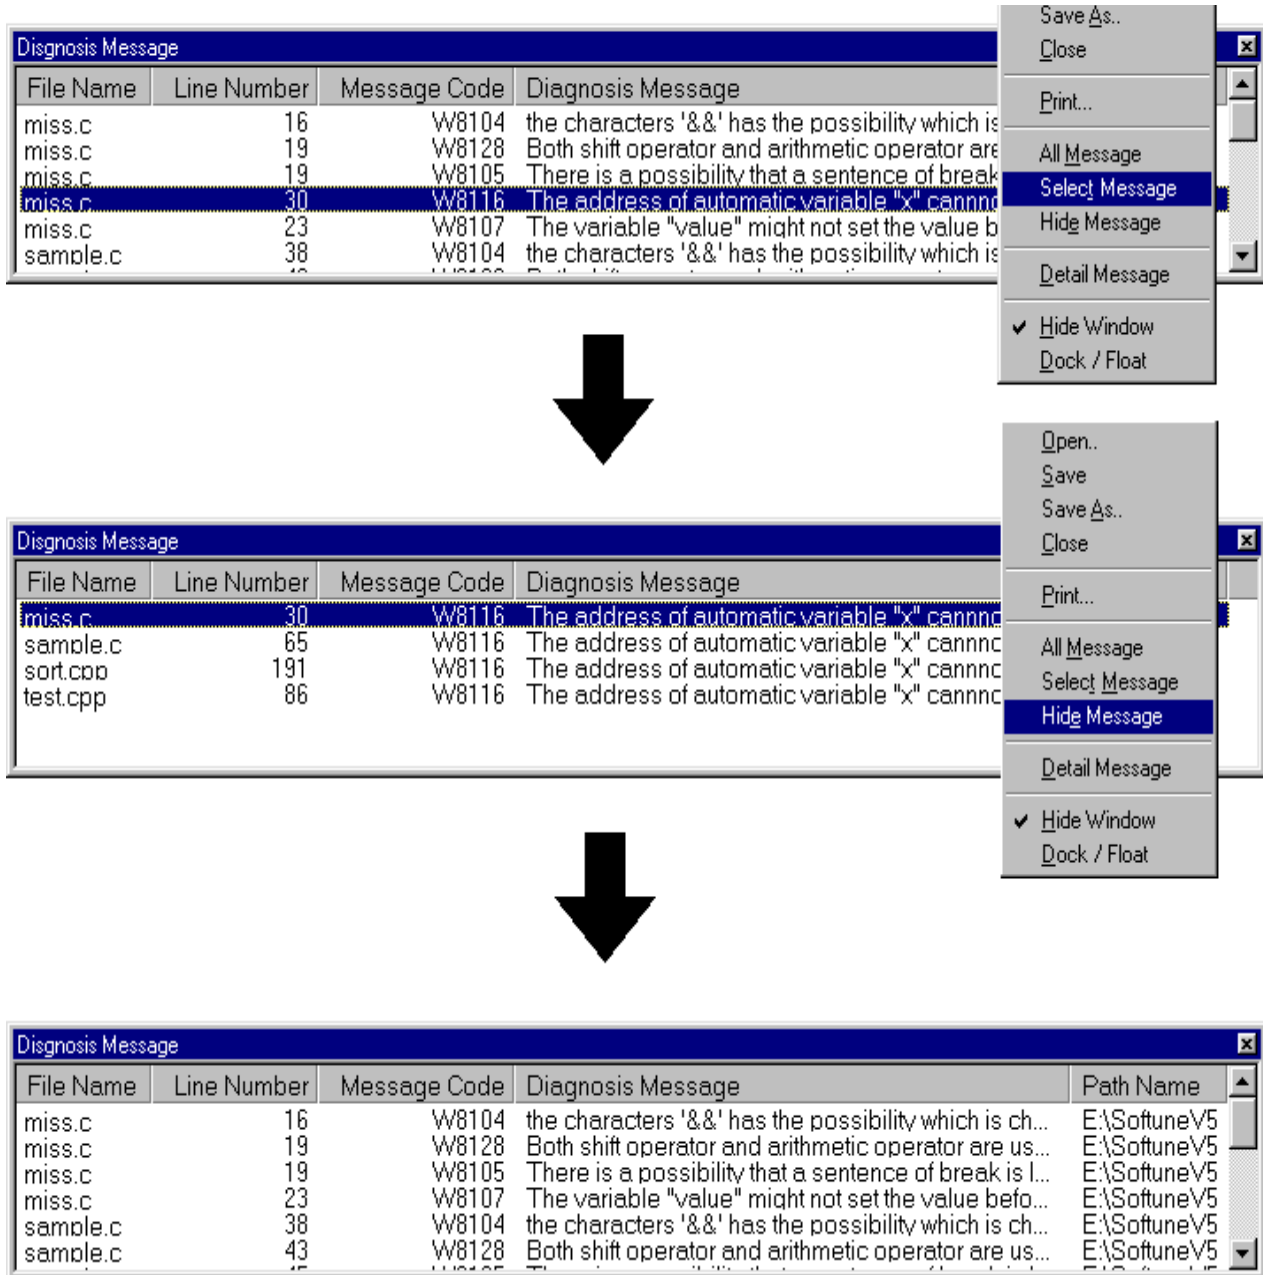 Save As..
Disgnosis Message
Close
File Name Line Number Message Code Diagnosis Message
Print...
miss.c 16 W8104 the characters '&&' has the possibility which is
miss.c 19 W8128 Both shift operator and arithmetic operator are
All Message
miss.c 19 W8105 There is a possibility that a sentence of break
Select Message
miss.c 30 W8116 The address of automatic variable "x" cannno
miss.c 23 W8107 The variable "value" might not set the value b
Hide Message
sample.c 38 W8104 the characters '&&' has the possibility which is
Detail Message
Hide Window
Dock / Float
Open..
Save
Save As..
Disgnosis Message
Close
File Name Line Number Message Code Diagnosis Message
Print...
miss.c 30 W8116 The address of automatic variable "x" cannno
sample.c 65 W8116 The address of automatic variable "x" cannno
All Message
sort.cpp 191 W8116 The address of automatic variable "x" cannno
Select Message
test.cpp 86 W8116 The address of automatic variable "x" cannno
Hide Message
Detail Message
Hide Window
Dock / Float
Disgnosis Message
File Name Line Number Message Code Diagnosis Message Path Name
miss.c 16 W8104 the characters '&&' has the possibility which is ch... E:\SoftuneV5
miss.c 19 W8128 Both shift operator and arithmetic operator are us... E:\SoftuneV5
miss.c 19 W8105 There is a possibility that a sentence of break is l... E:\SoftuneV5
miss.c 23 W8107 The variable "value" might not set the value befo... E:\SoftuneV5
sample.c 38 W8104 the characters '&&' has the possibility which is ch... E:\SoftuneV5
sample.c 43 W8128 Both shift operator and arithmetic operator are us... E:\SoftuneV5